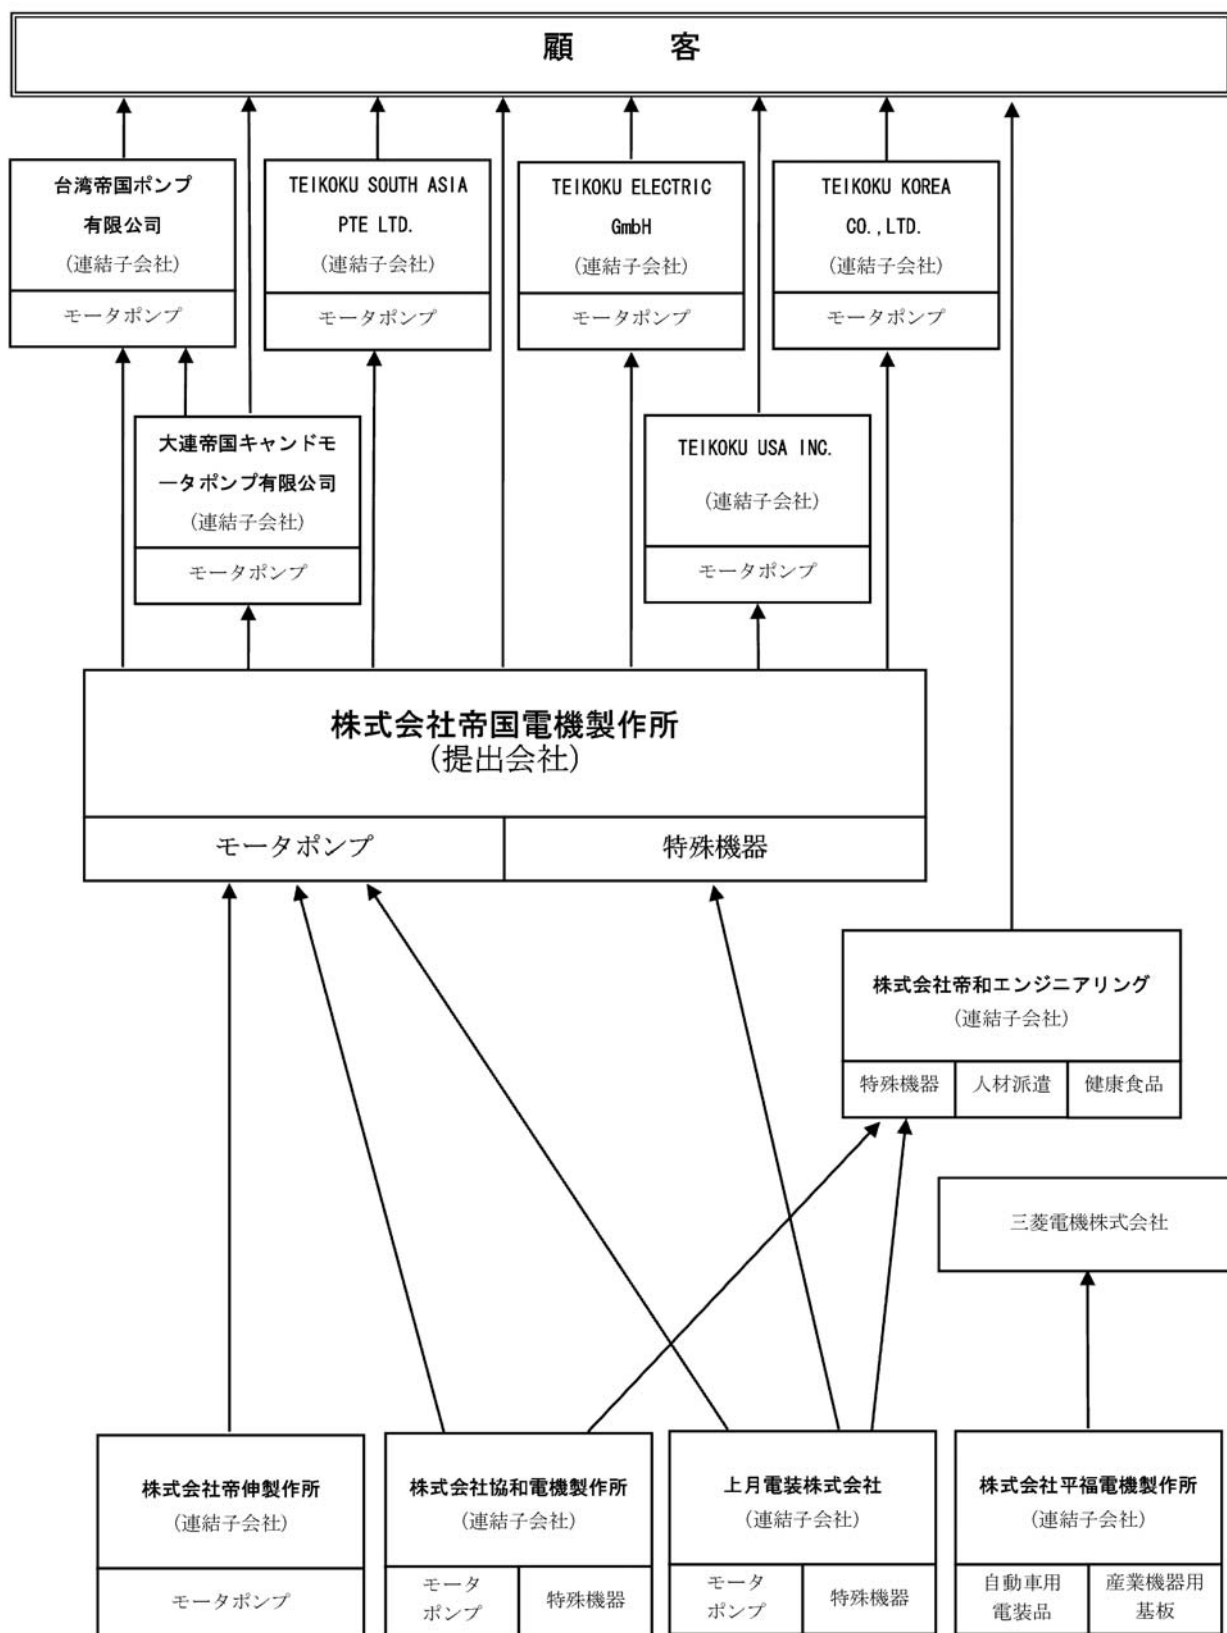 顧　　　客
台湾帝国ポンプ
有限公司
(連結子会社)
モータポンプ
TEIKOKU SOUTH ASIA
PTE LTD.
(連結子会社)
モータポンプ
TEIKOKU ELECTRIC
GmbH
(連結子会社)
モータポンプ
TEIKOKU KOREA
CO.,LTD.
(連結子会社)
モータポンプ
大連帝国キャンドモ
ータポンプ有限公司
(連結子会社)
モータポンプ
TEIKOKU USA INC.
(連結子会社)
モータポンプ
株式会社帝国電機製作所
(提出会社)
モータポンプ
特殊機器
株式会社帝和エンジニアリング
(連結子会社)
特殊機器
人材派遣
健康食品
三菱電機株式会社
株式会社帝伸製作所
(連結子会社)
モータポンプ
株式会社協和電機製作所
(連結子会社)
モータ
ポンプ
特殊機器
上月電装株式会社
(連結子会社)
モータ
ポンプ
特殊機器
株式会社平福電機製作所
(連結子会社)
自動車用
電装品
産業機器用
基板